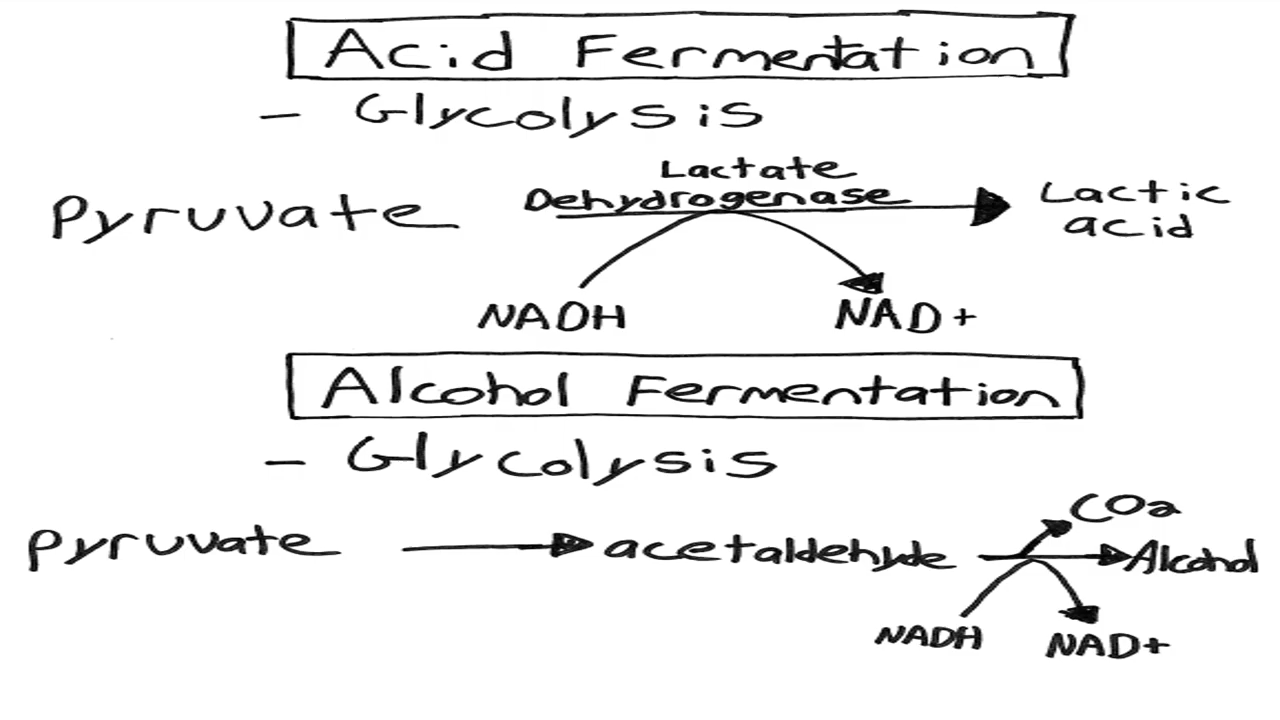 Acid Fermentation
- Glycolysis
Pyruvate Lactate Dehydrogenase Lactic acid
NADH NAD+
Alcohol Fermentation
- Glycolysis
CO2
Pyruvate acetaldehyde Alcohol
NADH NAD+